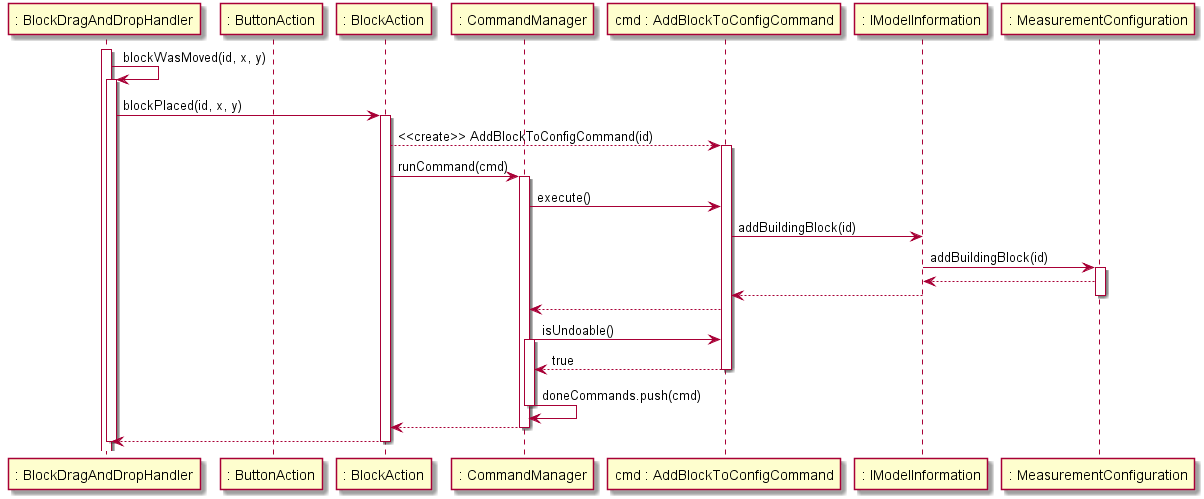 : BlockDragAndDropHandler
: ButtonAction
: BlockAction
: CommandManager
cmd : AddBlockToConfigCommand
: IModelInformation
: MeasurementConfiguration
blockWasMoved(id, x, y)
blockPlaced(id, x, y)
<<create>> AddBlockToConfigCommand(id)
runCommand(cmd)
execute()
addBuildingBlock(id)
addBuildingBlock(id)
isUndoable()
true
doneCommands.push(cmd)
: BlockDragAndDropHandler
: ButtonAction
: BlockAction
: CommandManager
cmd : AddBlockToConfigCommand
: IModelInformation
: MeasurementConfiguration